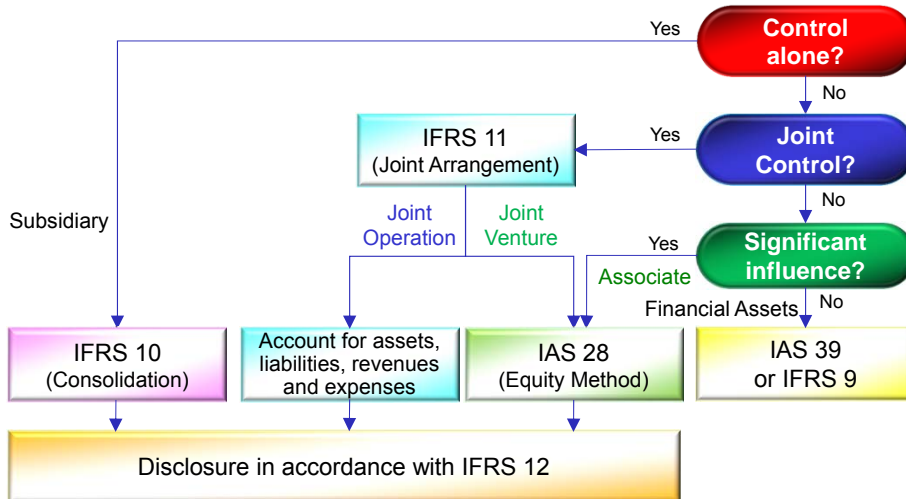 Yes
Control
alone?
No
IFRS 11
(Joint Arrangement)
Yes
Joint
Control?
No
Subsidiary
Joint
Operation
Joint
Venture
Yes
Associate
Significant
influence?
Financial Assets
No
IFRS 10
(Consolidation)
Account for assets,
liabilities, revenues
and expenses
IAS 28
(Equity Method)
IAS 39
or IFRS 9
Disclosure in accordance with IFRS 12